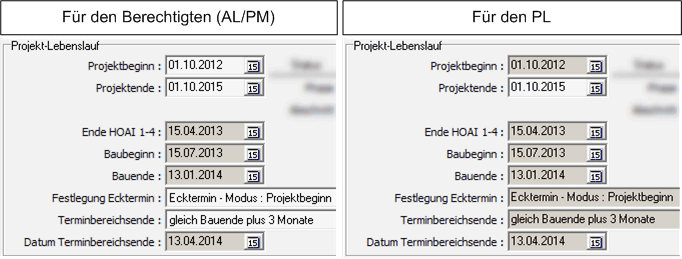 Für den Berechtigten (AL/PM)
Projekt-Lebenslauf
Projektbeginn : 01.10.2012 15
Projektende : 01.10.2015 15
Ende HOAI 1-4 : 15.04.2013 15
Baubeginn : 15.07.2013 15
Bauende : 13.01.2014 15
Festlegung Ecktermin : Ecktermin - Modus : Projektbeginn
Terminbereichsende : gleich Bauende plus 3 Monate
Datum Terminbereichsende : 13.04.2014 15
Für den PL
Projekt-Lebenslauf
Projektbeginn : 01.10.2012 15
Projektende : 01.10.2015 15
Ende HOAI 1-4 : 15.04.2013 15
Baubeginn : 15.07.2013 15
Bauende : 13.01.2014 15
Festlegung Ecktermin : Ecktermin - Modus : Projektbeginn
Terminbereichsende : gleich Bauende plus 3 Monate
Datum Terminbereichsende : 13.04.2014 15